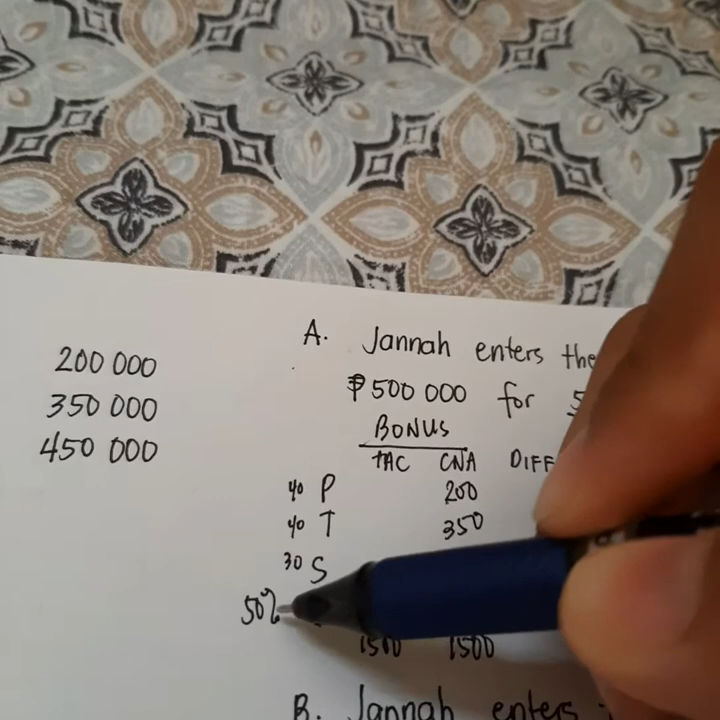 200 000
350 000
450 000
A. Jannah enters the
₱500 000 for
BONUS
TAC CNA DIFF
40 P 200
40 T 350
30 S
50%
1500 1500
B. Jannah enters